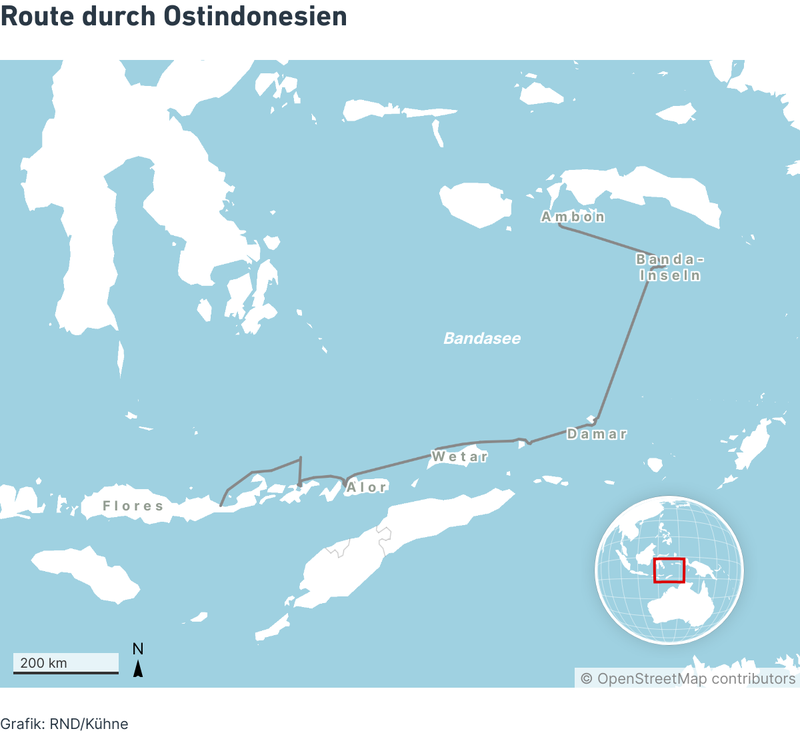 Route durch Ostindonesien
Ambon
Banda-
Inseln
Bandasee
Damar
Wetar
Alor
Flores
200 km
N
© OpenStreetMap contributors
Grafik: RND/Kühne